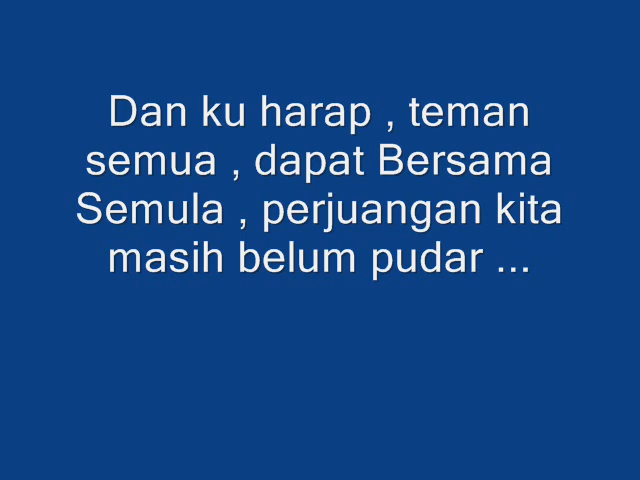 Dan ku harap , teman
semua , dapat Bersama
Semula , perjuangan kita
masih belum pudar ...